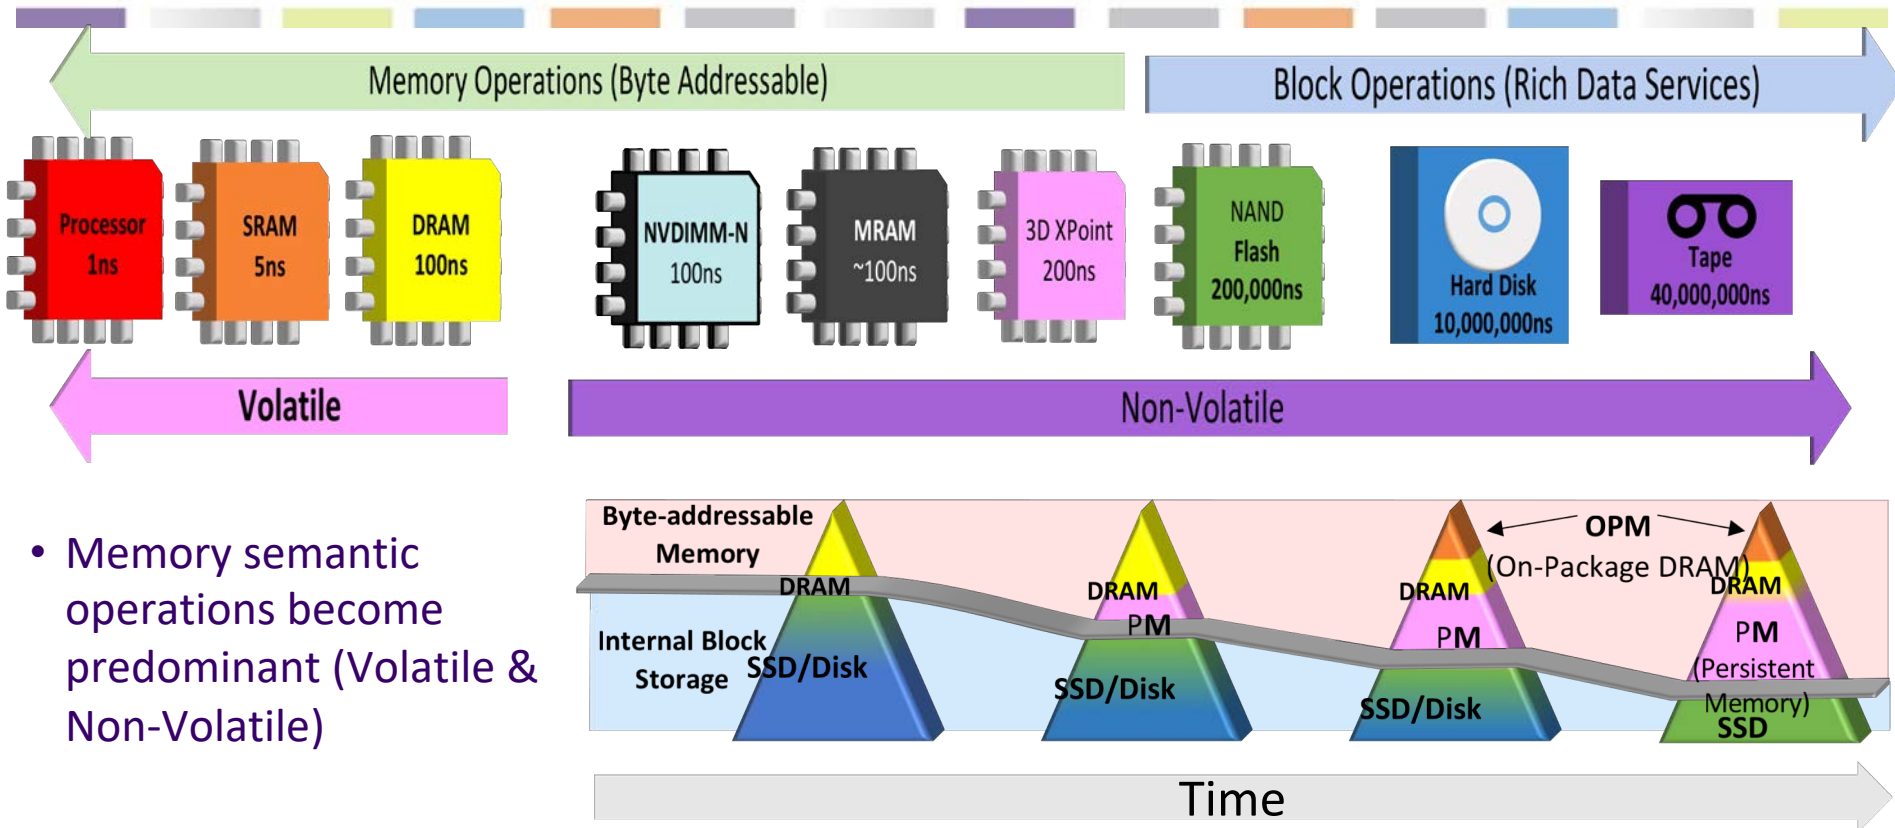 Memory Operations (Byte Addressable)
Block Operations (Rich Data Services)
Processor
1ns
SRAM
5ns
DRAM
100ns
NVDIMM-N
100ns
MRAM
~100ns
3D XPoint
200ns
NAND
Flash
200,000ns
Hard Disk
10,000,000ns
Tape
40,000,000ns
Volatile
Non-Volatile
• Memory semantic
operations become
predominant (Volatile &
Non-Volatile)
Byte-addressable
Memory
Internal Block
Storage
DRAM
SSD/Disk
DRAM
PM
SSD/Disk
OPM
(On-Package DRAM)
DRAM
PM
SSD/Disk
DRAM
PM
(Persistent
Memory)
SSD
Time